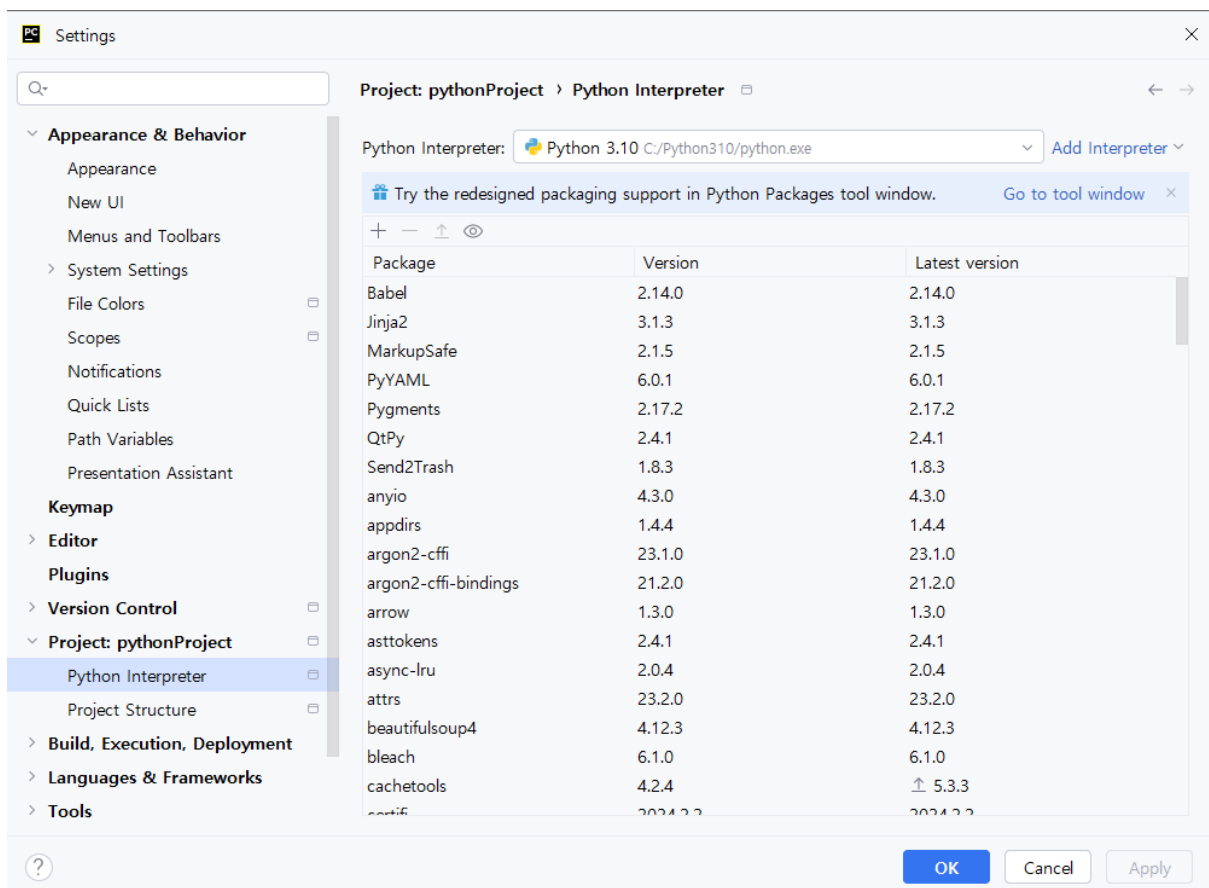 PC Settings
Project: pythonProject › Python Interpreter
Appearance & Behavior
Appearance
New UI
Menus and Toolbars
System Settings
File Colors
Scopes
Notifications
Quick Lists
Path Variables
Presentation Assistant
Keymap
Editor
Plugins
Version Control
Project: pythonProject
Python Interpreter
Project Structure
Build, Execution, Deployment
Languages & Frameworks
Tools
Python Interpreter: Python 3.10 C:/Python310/python.exe Add Interpreter
Try the redesigned packaging support in Python Packages tool window. Go to tool window
Package Version Latest version
Babel 2.14.0 2.14.0
Jinja2 3.1.3 3.1.3
MarkupSafe 2.1.5 2.1.5
PyYAML 6.0.1 6.0.1
Pygments 2.17.2 2.17.2
QtPy 2.4.1 2.4.1
Send2Trash 1.8.3 1.8.3
anyio 4.3.0 4.3.0
appdirs 1.4.4 1.4.4
argon2-cffi 23.1.0 23.1.0
argon2-cffi-bindings 21.2.0 21.2.0
arrow 1.3.0 1.3.0
asttokens 2.4.1 2.4.1
async-lru 2.0.4 2.0.4
attrs 23.2.0 23.2.0
beautifulsoup4 4.12.3 4.12.3
bleach 6.1.0 6.1.0
cachetools 4.2.4 5.3.3
certifi 2024.2.2 2024.2.2
? OK Cancel Apply